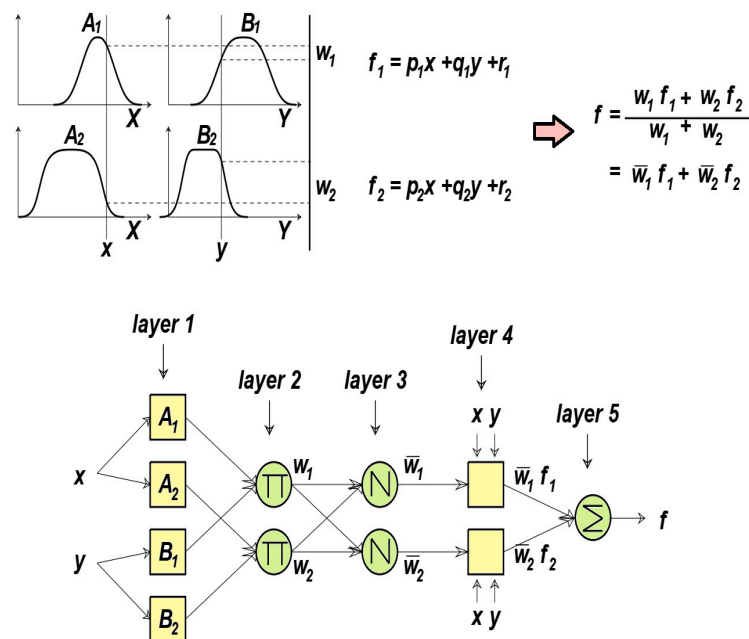 A₁ B₁
w₁ f₁ = p₁x +q₁y +r₁
X Y
A₂ B₂
w₂ f₂ = p₂x +q₂y +r₂
X Y
x y
f = w₁ f₁ + w₂ f₂ / w₁ + w₂
= w̅₁ f₁ + w̅₂ f₂
layer 1
layer 2 layer 3 layer 4
x y
layer 5
A₁
x A₂
Π w₁ N w̅₁ w̅₁ f₁
Σ f
y B₁
Π w₂ N w̅₂ w̅₂ f₂
B₂
x y